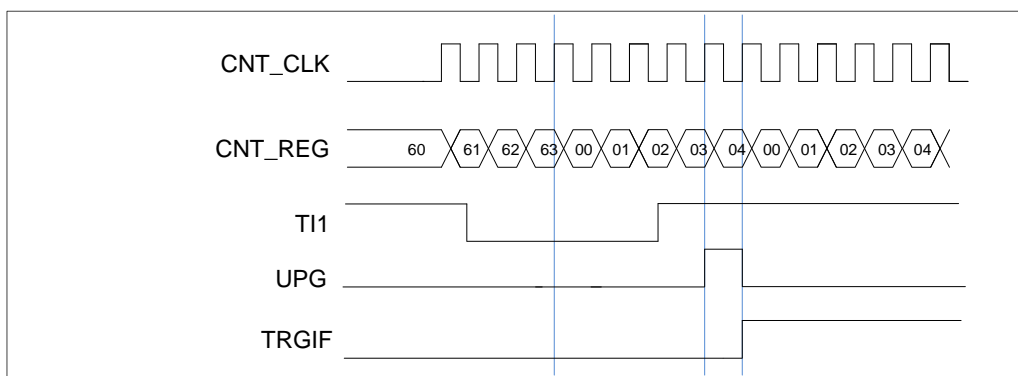 CNT_CLK
CNT_REG 60 61 62 63 00 01 02 03 04 00 01 02 03 04
TI1
UPG
TRGIF